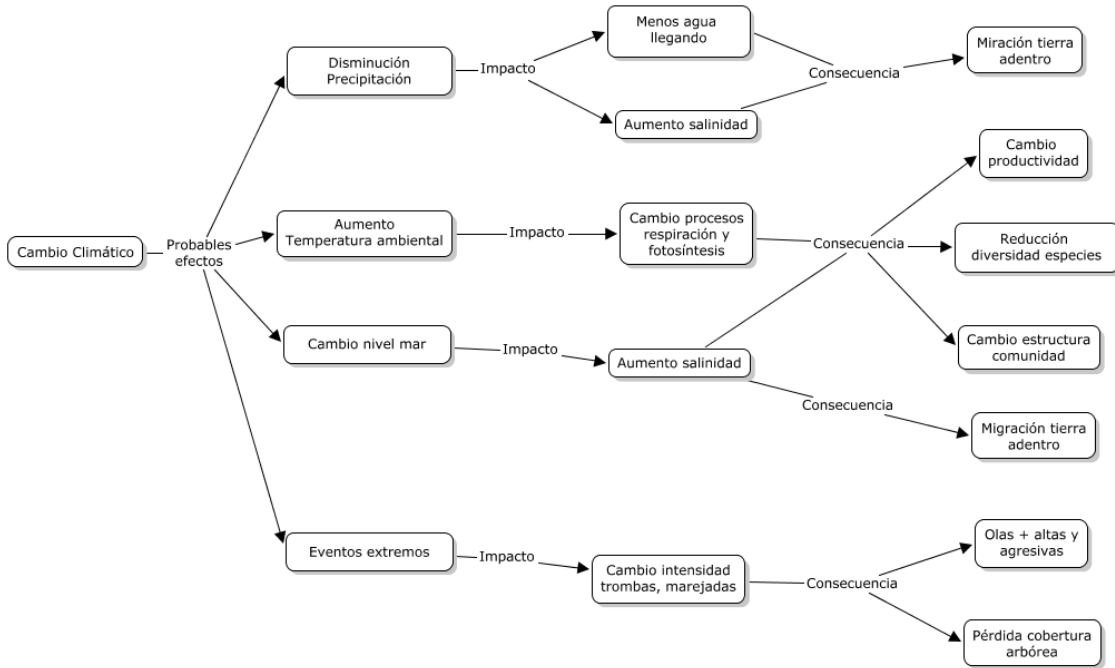 Cambio Climático
Probables
efectos
Disminución
Precipitación
Impacto
Menos agua
llegando
Aumento salinidad
Consecuencia
Miración tierra
adentro
Aumento
Temperatura ambiental
Impacto
Cambio procesos
respiración y
fotosíntesis
Consecuencia
Cambio
productividad
Reducción
diversidad especies
Cambio estructura
comunidad
Cambio nivel mar
Impacto
Aumento salinidad
Consecuencia
Migración tierra
adentro
Eventos extremos
Impacto
Cambio intensidad
trombas, marejadas
Consecuencia
Olas + altas y
agresivas
Pérdida cobertura
arbórea